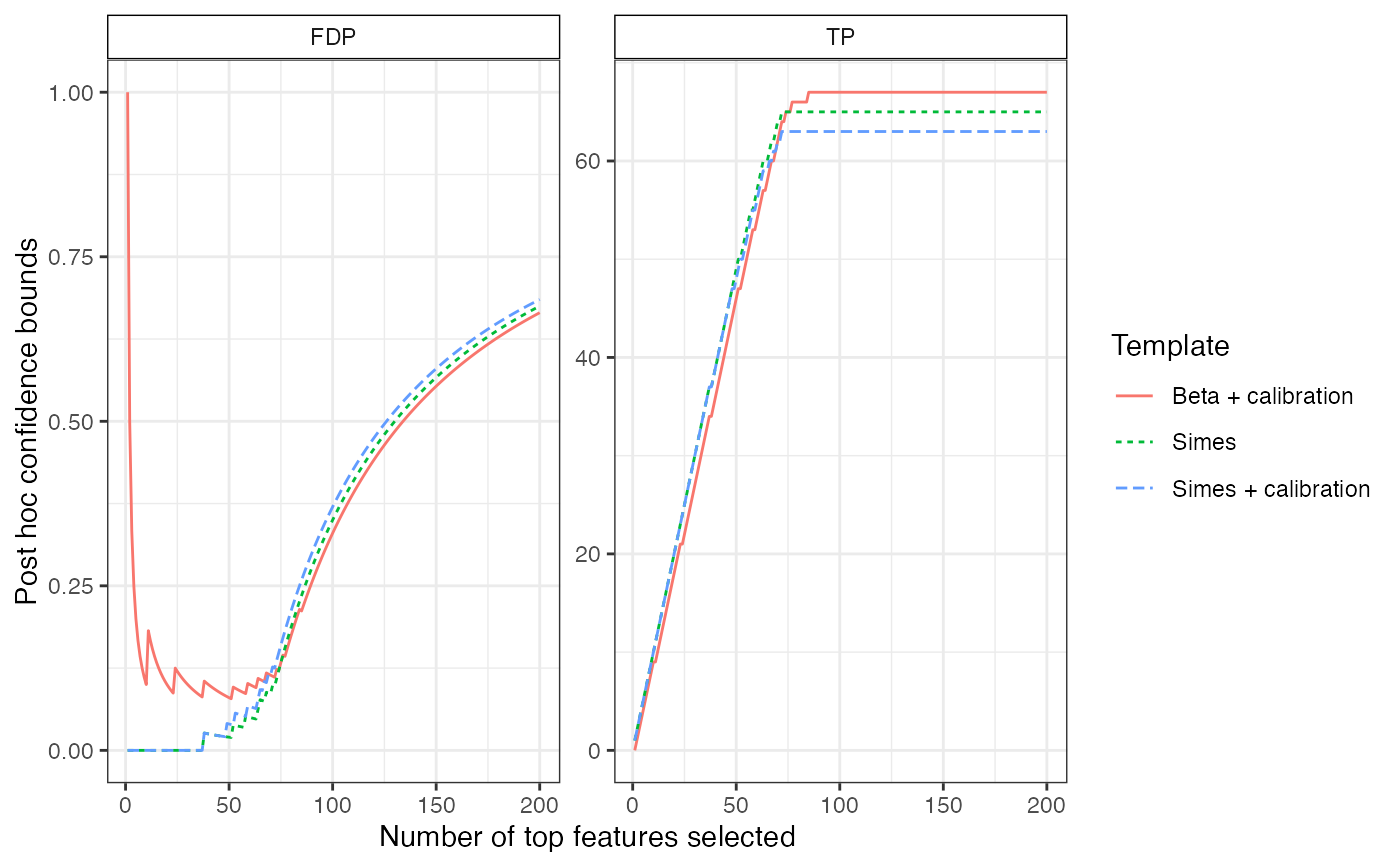 FDP
TP
Post hoc confidence bounds
1.00
0.75
0.50
0.25
0.00
60
40
20
0
0 50 100 150 200
0 50 100 150 200
Number of top features selected
Template
Beta + calibration
Simes
Simes + calibration